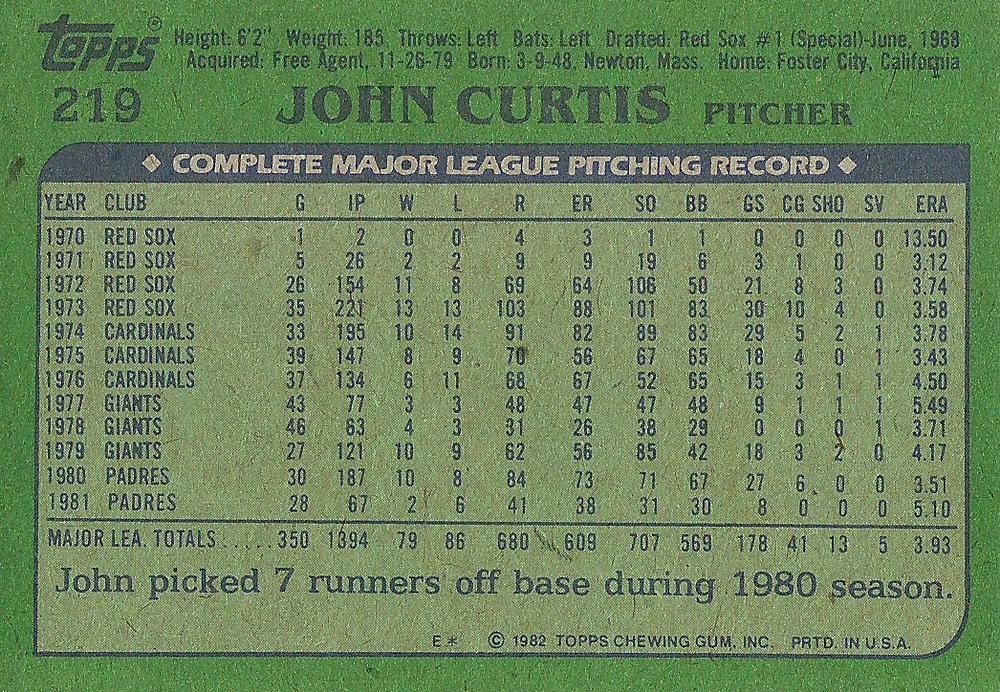 Topps® Height: 6'2" Weight: 185 Throws: Left Bats: Left Drafted: Red Sox #1 (Special)-June, 1968
Acquired: Free Agent, 11-26-79 Born: 3-9-48, Newton, Mass. Home: Foster City, California
219 JOHN CURTIS PITCHER
◆ COMPLETE MAJOR LEAGUE PITCHING RECORD ◆
YEAR CLUB G IP W L R ER SO BB GS CG SHO SV ERA
1970 RED SOX 1 2 0 0 4 3 1 1 0 0 0 0 13.50
1971 RED SOX 5 26 2 2 9 9 19 6 3 1 0 0 3.12
1972 RED SOX 26 154 11 8 69 64 106 50 21 8 3 0 3.74
1973 RED SOX 35 221 13 13 103 88 101 83 30 10 4 0 3.58
1974 CARDINALS 33 195 10 14 91 82 89 83 29 5 2 1 3.78
1975 CARDINALS 39 147 8 9 70 56 67 65 18 4 0 1 3.43
1976 CARDINALS 37 134 6 11 68 67 52 65 15 3 1 1 4.50
1977 GIANTS 43 77 3 3 48 47 47 48 9 1 1 1 5.49
1978 GIANTS 46 63 4 3 31 26 38 29 0 0 0 1 3.71
1979 GIANTS 27 121 10 9 62 56 85 42 18 3 2 0 4.17
1980 PADRES 30 187 10 8 84 73 71 67 27 6 0 0 3.51
1981 PADRES 28 67 2 6 41 38 31 30 8 0 0 0 5.10
MAJOR LEA. TOTALS .....350 1394 79 86 680 609 707 569 178 41 13 5 3.93
John picked 7 runners off base during 1980 season.
E* © 1982 TOPPS CHEWING GUM, INC. PRTD. IN U.S.A.